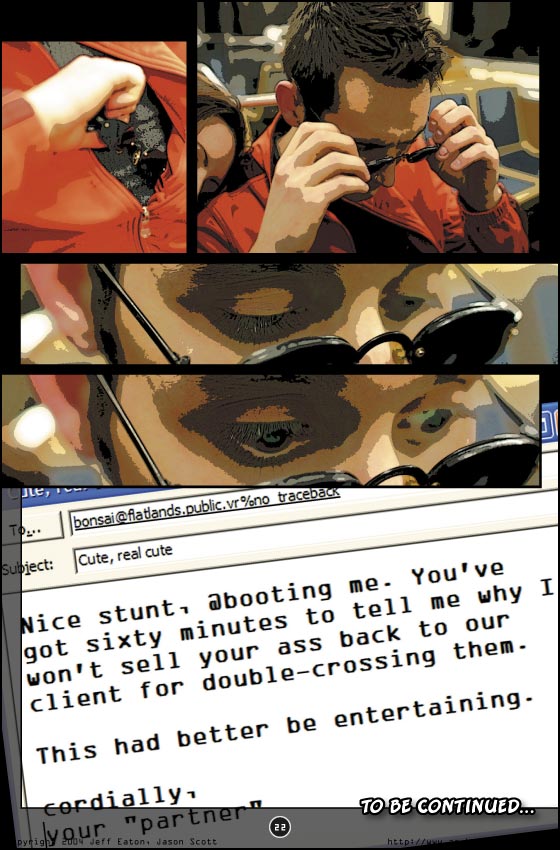 Cute, real
To...
bonsai@flatlands.public.vr%no_traceback
Subject:
Cute, real cute
Nice stunt, @booting me. You've
got sixty minutes to tell me why I
won't sell your ass back to our
client for double-crossing them.
This had better be entertaining.
cordially,
your "partner"
TO BE CONTINUED...
22
copyright 2004 Jeff Eaton, Jason Scott